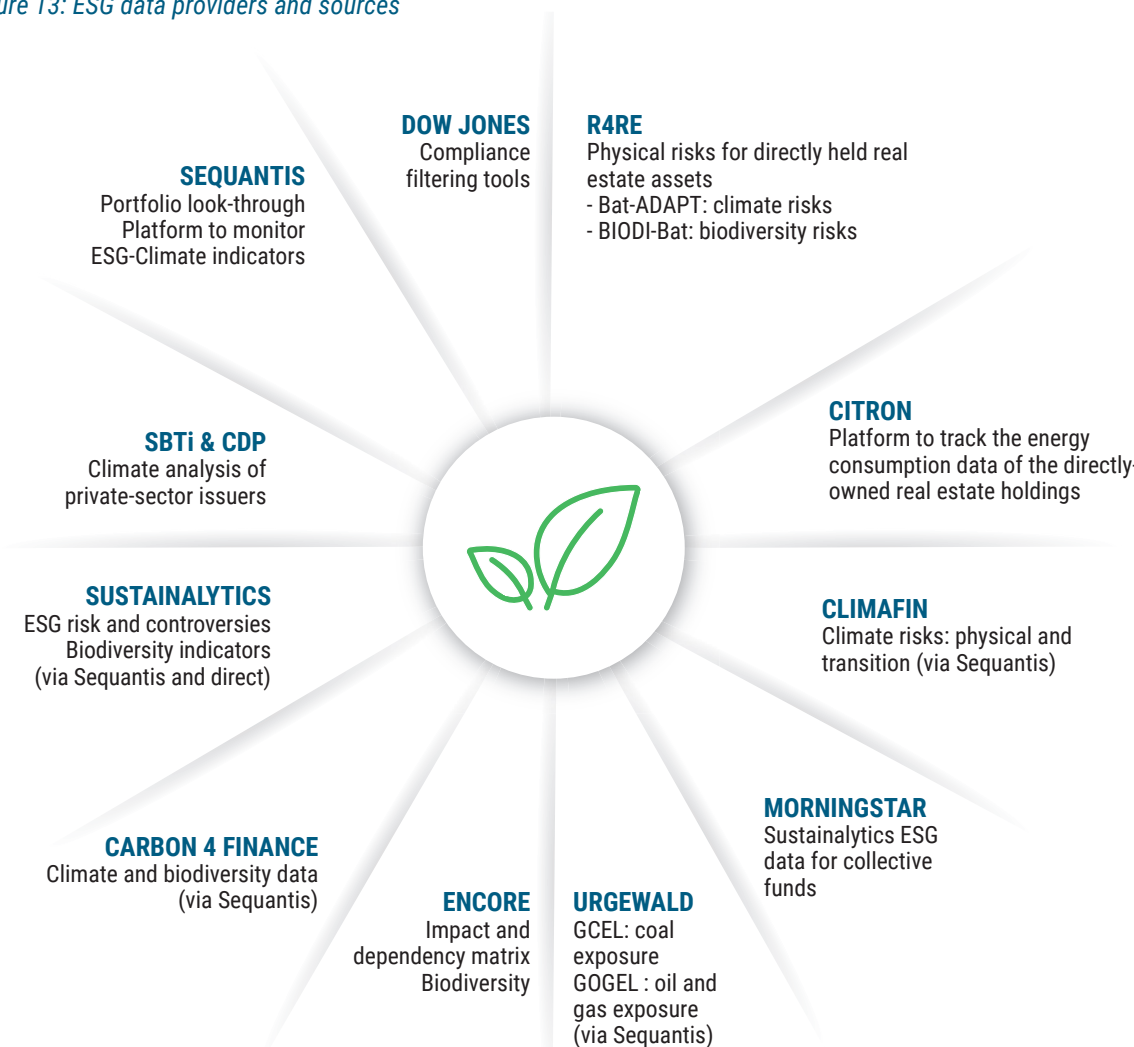 ure 13: ESG data providers and sources
DOW JONES
Compliance
filtering tools
R4RE
Physical risks for directly held real
estate assets
- Bat-ADAPT: climate risks
- BIODI-Bat: biodiversity risks
SEQUANTIS
Portfolio look-through
Platform to monitor
ESG-Climate indicators
CITRON
Platform to track the energy
consumption data of the directly-
owned real estate holdings
SBTi & CDP
Climate analysis of
private-sector issuers
SUSTAINALYTICS
ESG risk and controversies
Biodiversity indicators
(via Sequantis and direct)
CLIMAFIN
Climate risks: physical and
transition (via Sequantis)
MORNINGSTAR
Sustainalytics ESG
data for collective
funds
CARBON 4 FINANCE
Climate and biodiversity data
(via Sequantis)
ENCORE
Impact and
dependency matrix
Biodiversity
URGEWALD
GCEL: coal
exposure
GOGEL : oil and
gas exposure
(via Sequantis)